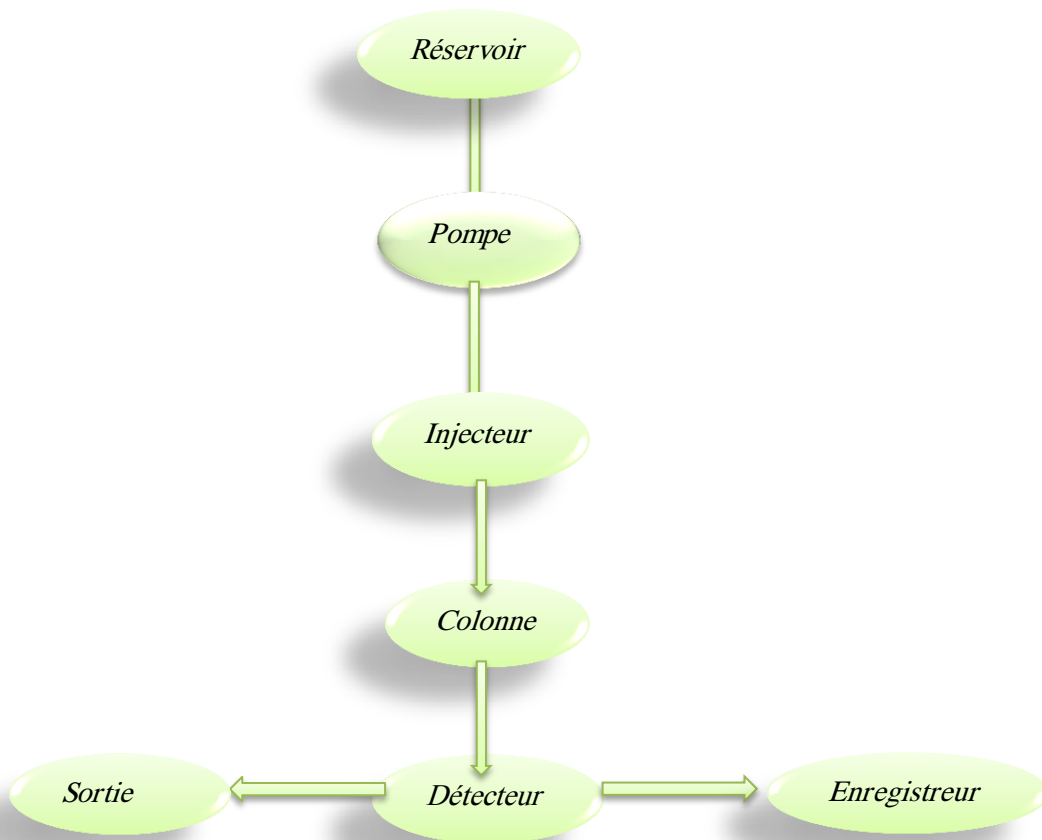 Réservoir
Pompe
Injecteur
Colonne
Sortie
Détecteur
Enregistreur